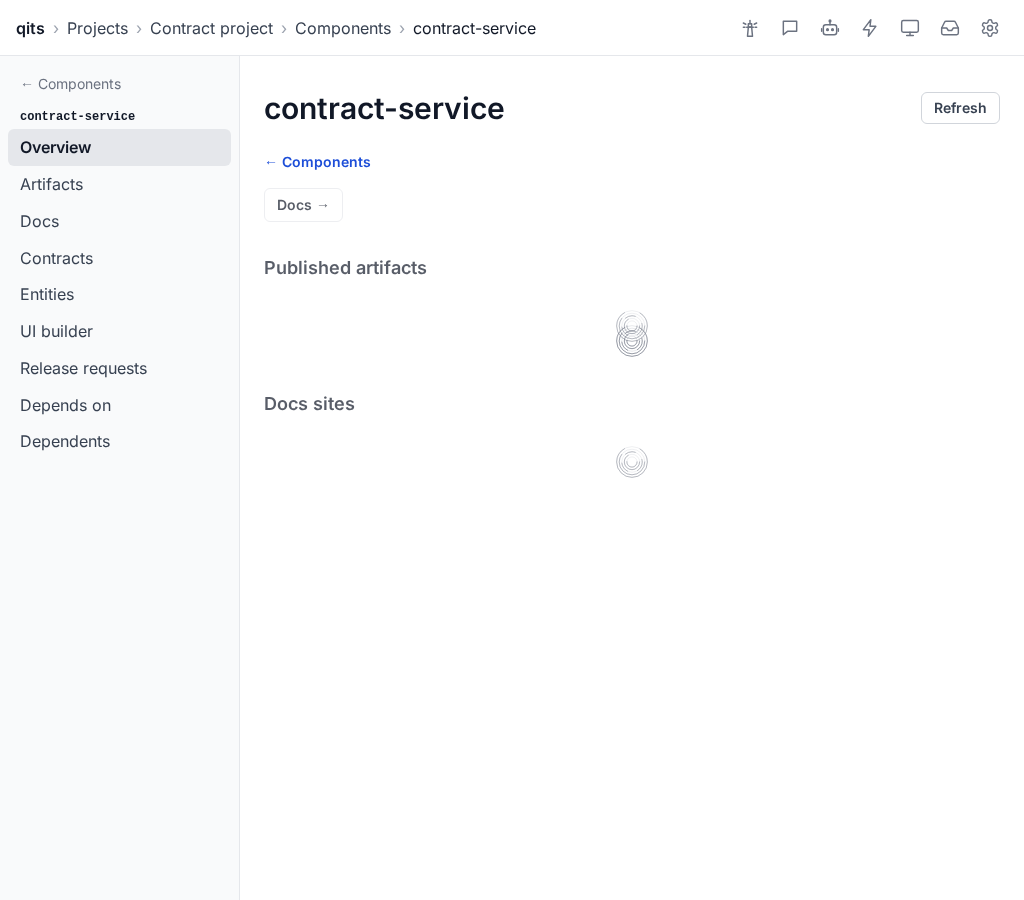 qits › Projects › Contract project › Components › contract-service
← Components
contract-service
Overview
Artifacts
Docs
Contracts
Entities
UI builder
Release requests
Depends on
Dependents
contract-service
Refresh
← Components
Docs →
Published artifacts
Docs sites